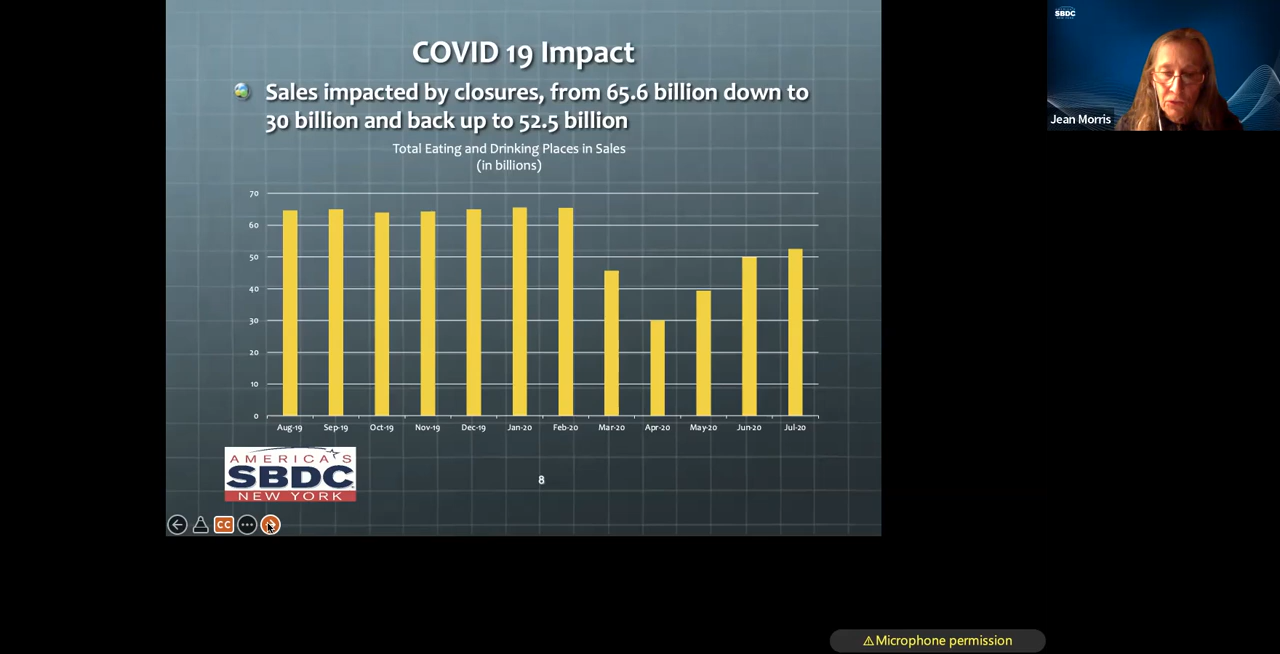 COVID 19 Impact
Sales impacted by closures, from 65.6 billion down to
30 billion and back up to 52.5 billion
Total Eating and Drinking Places in Sales
(in billions)
70
60
50
40
30
20
10
0
Aug-19 Sep-19 Oct-19 Nov-19 Dec-19 Jan-20 Feb-20 Mar-20 Apr-20 May-20 Jun-20 Jul-20
AMERICA'S
SBDC
NEW YORK
8
CC
SBDC
NEW YORK
Jean Morris
⚠Microphone permission